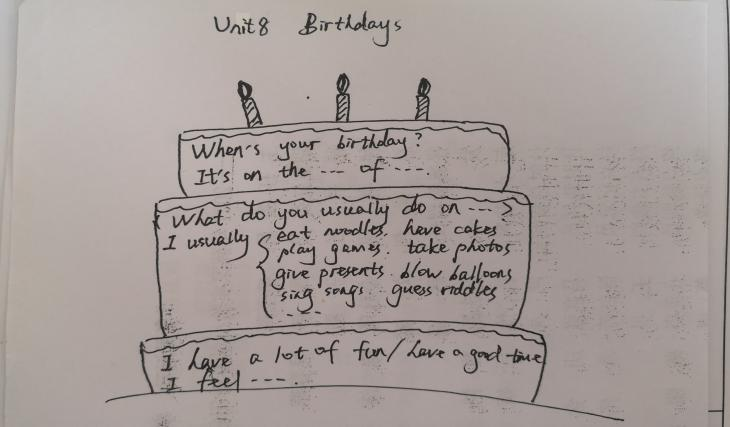 Unit 8 Birthdays
When's your birthday?
It's on the --- of ---.
What do you usually do on ----?
I usually eat noodles. have cakes
play games. take photos
give presents. blow balloons
sing songs. guess riddles
-----
I have a lot of fun/have a good time
I feel ---.